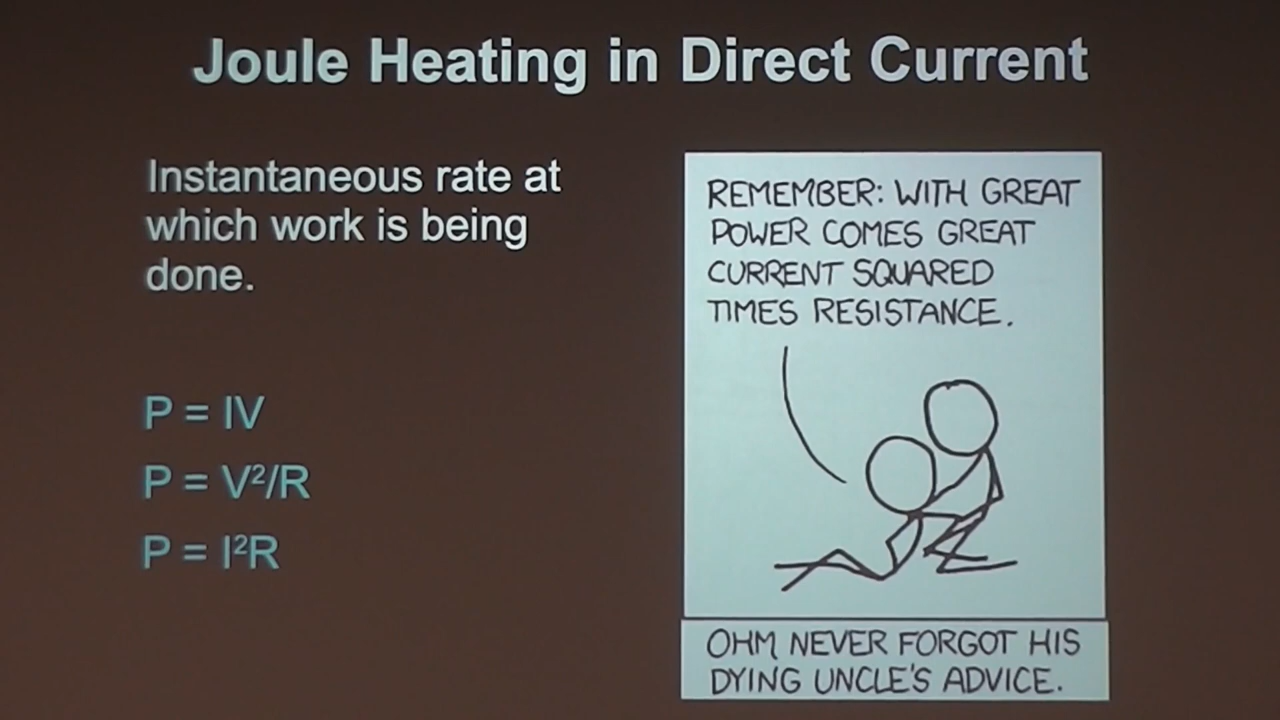 Joule Heating in Direct Current
Instantaneous rate at
which work is being
done.
P = IV
P = V²/R
P = I²R
REMEMBER: WITH GREAT
POWER COMES GREAT
CURRENT SQUARED
TIMES RESISTANCE.
OHM NEVER FORGOT HIS
DYING UNCLE'S ADVICE.